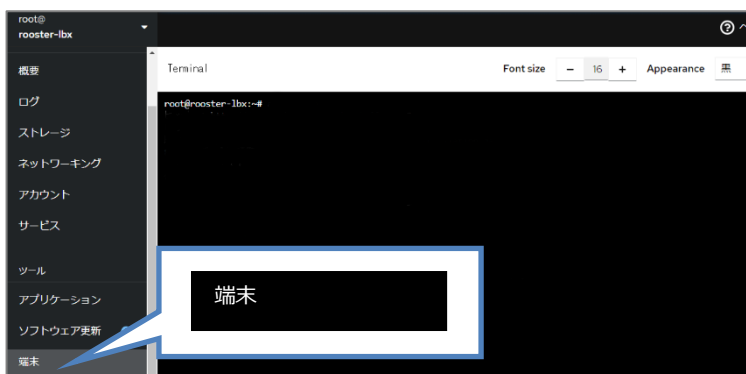 root@
rooster-lbx
概要
ログ
ストレージ
ネットワーキング
アカウント
サービス
ツール
アプリケーション
ソフトウェア更新
端末
Terminal
Font size － 16 + Appearance 黒
root@rooster-lbx:~#
端末